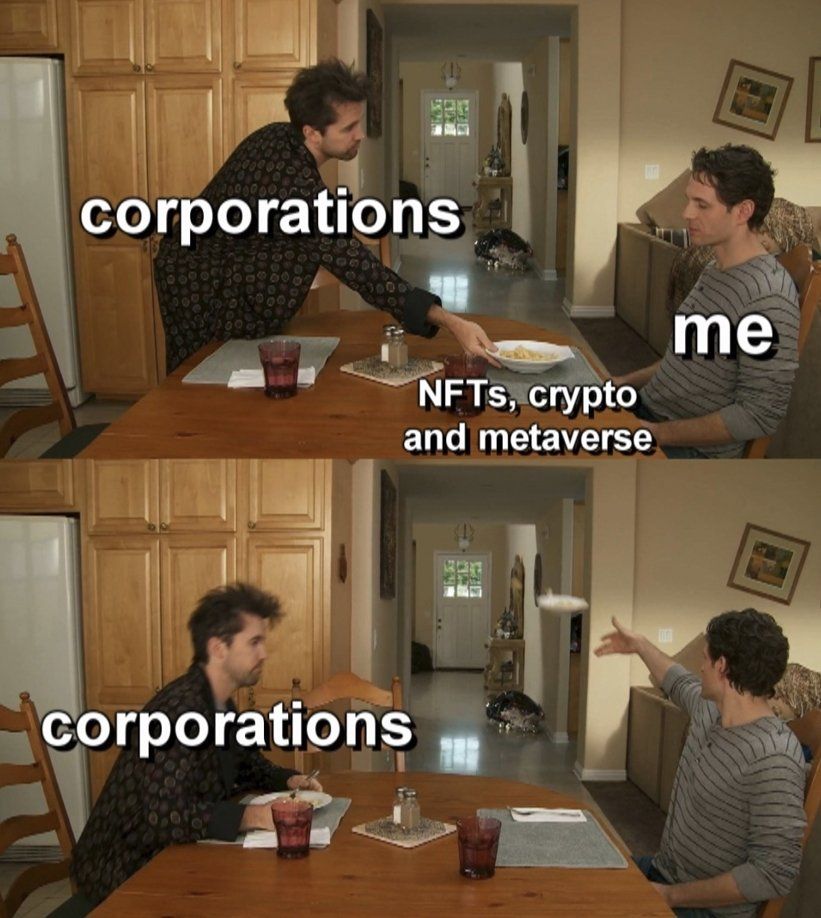 corporations
me
NFTs, crypto
and metaverse
corporations